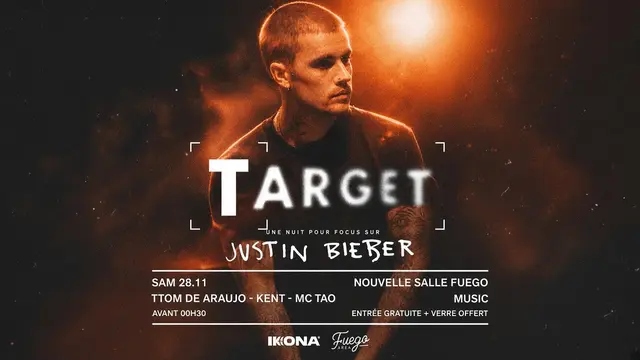 TARGET
UNE NUIT POUR FOCUS SUR
JUSTIN BIEBER
SAM 28.11
TTOM DE ARAUJO - KENT - MC TAO
AVANT 00H30
NOUVELLE SALLE FUEGO
MUSIC
ENTRÉE GRATUITE + VERRE OFFERT
IKONA
Fuego
AREA